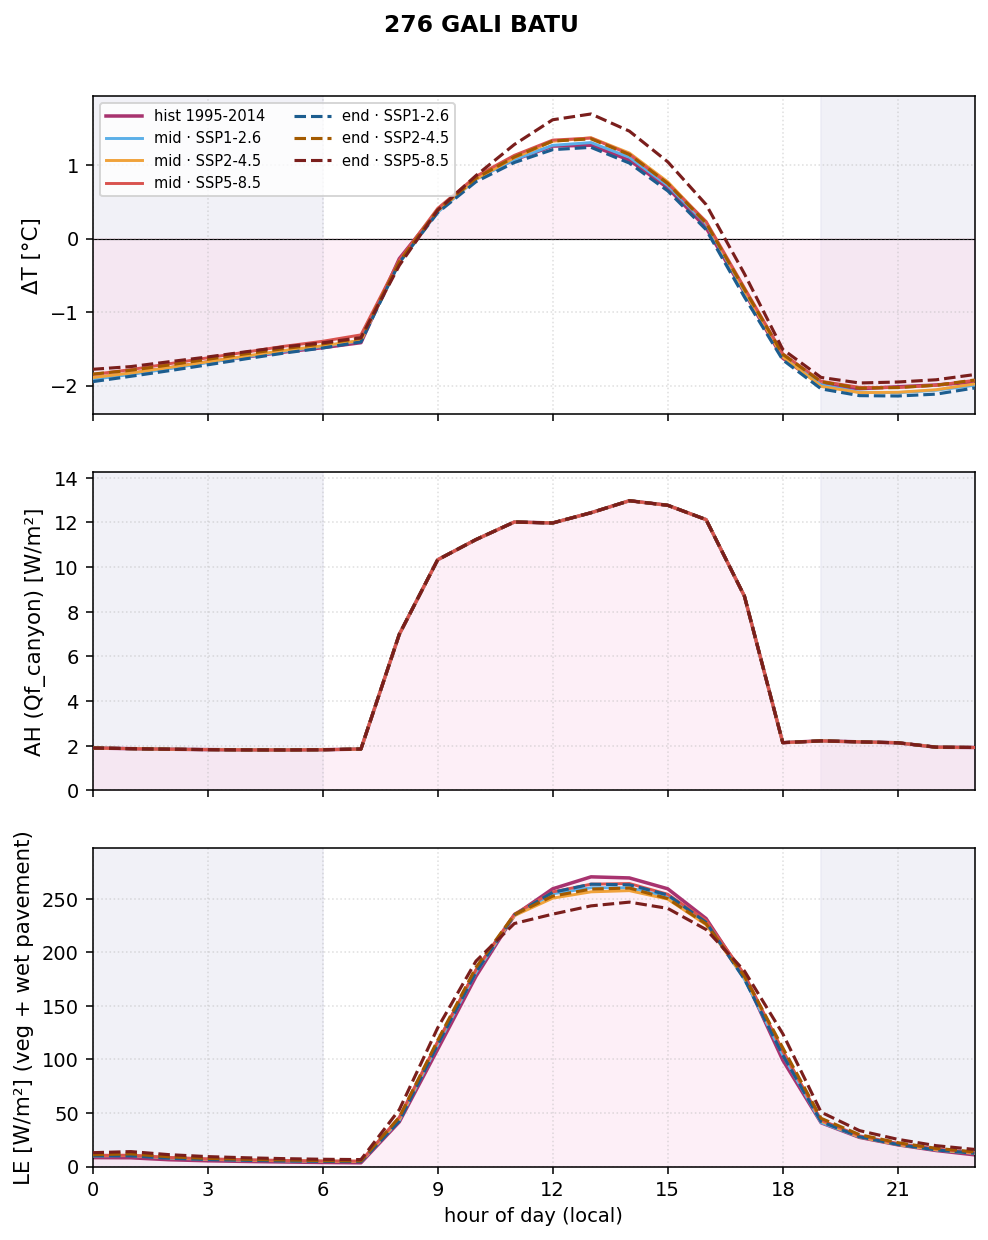 276 GALI BATU
hist 1995-2014
mid · SSP1-2.6
mid · SSP2-4.5
mid · SSP5-8.5
end · SSP1-2.6
end · SSP2-4.5
end · SSP5-8.5
ΔT [°C]
1
0
−1
−2
AH (Qf_canyon) [W/m²]
14
12
10
8
6
4
2
0
LE [W/m²] (veg + wet pavement)
250
200
150
100
50
0
0 3 6 9 12 15 18 21
hour of day (local)